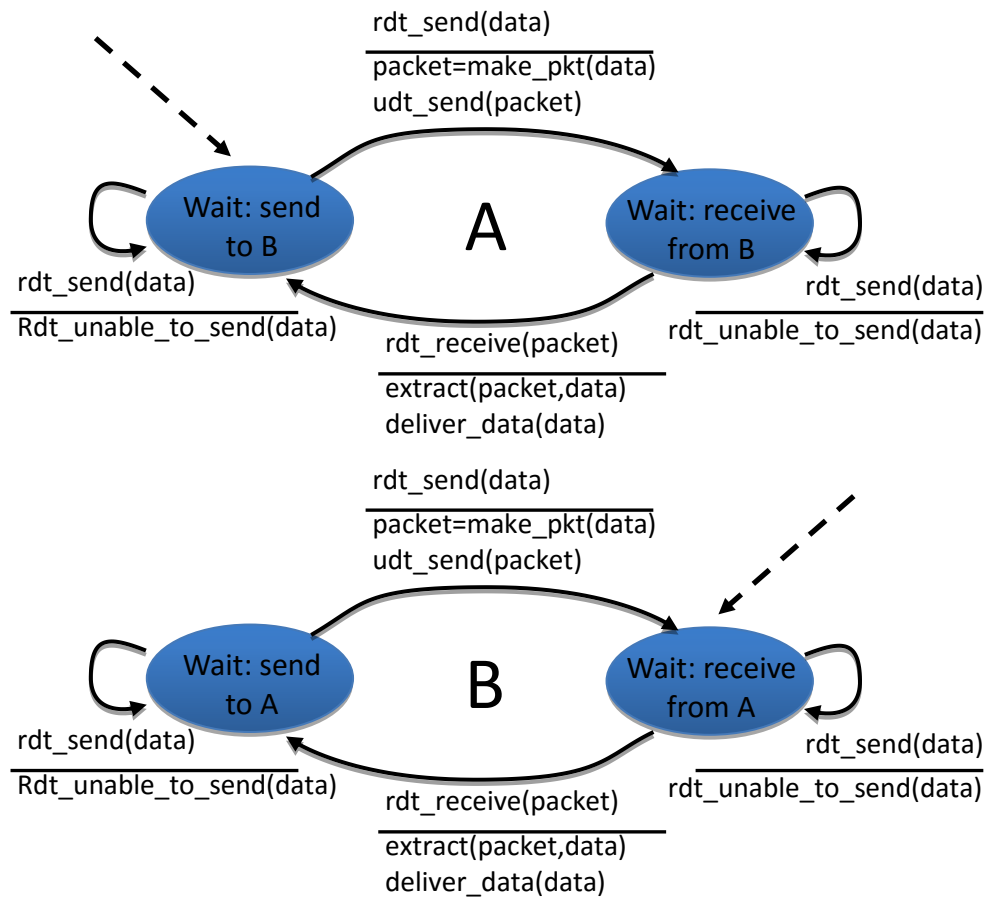 rdt_send(data)
packet=make_pkt(data)
udt_send(packet)
Wait: send
to B
A
Wait: receive
from B
rdt_send(data)
Rdt_unable_to_send(data)
rdt_send(data)
rdt_unable_to_send(data)
rdt_receive(packet)
extract(packet,data)
deliver_data(data)
rdt_send(data)
packet=make_pkt(data)
udt_send(packet)
Wait: send
to A
B
Wait: receive
from A
rdt_send(data)
Rdt_unable_to_send(data)
rdt_send(data)
rdt_unable_to_send(data)
rdt_receive(packet)
extract(packet,data)
deliver_data(data)